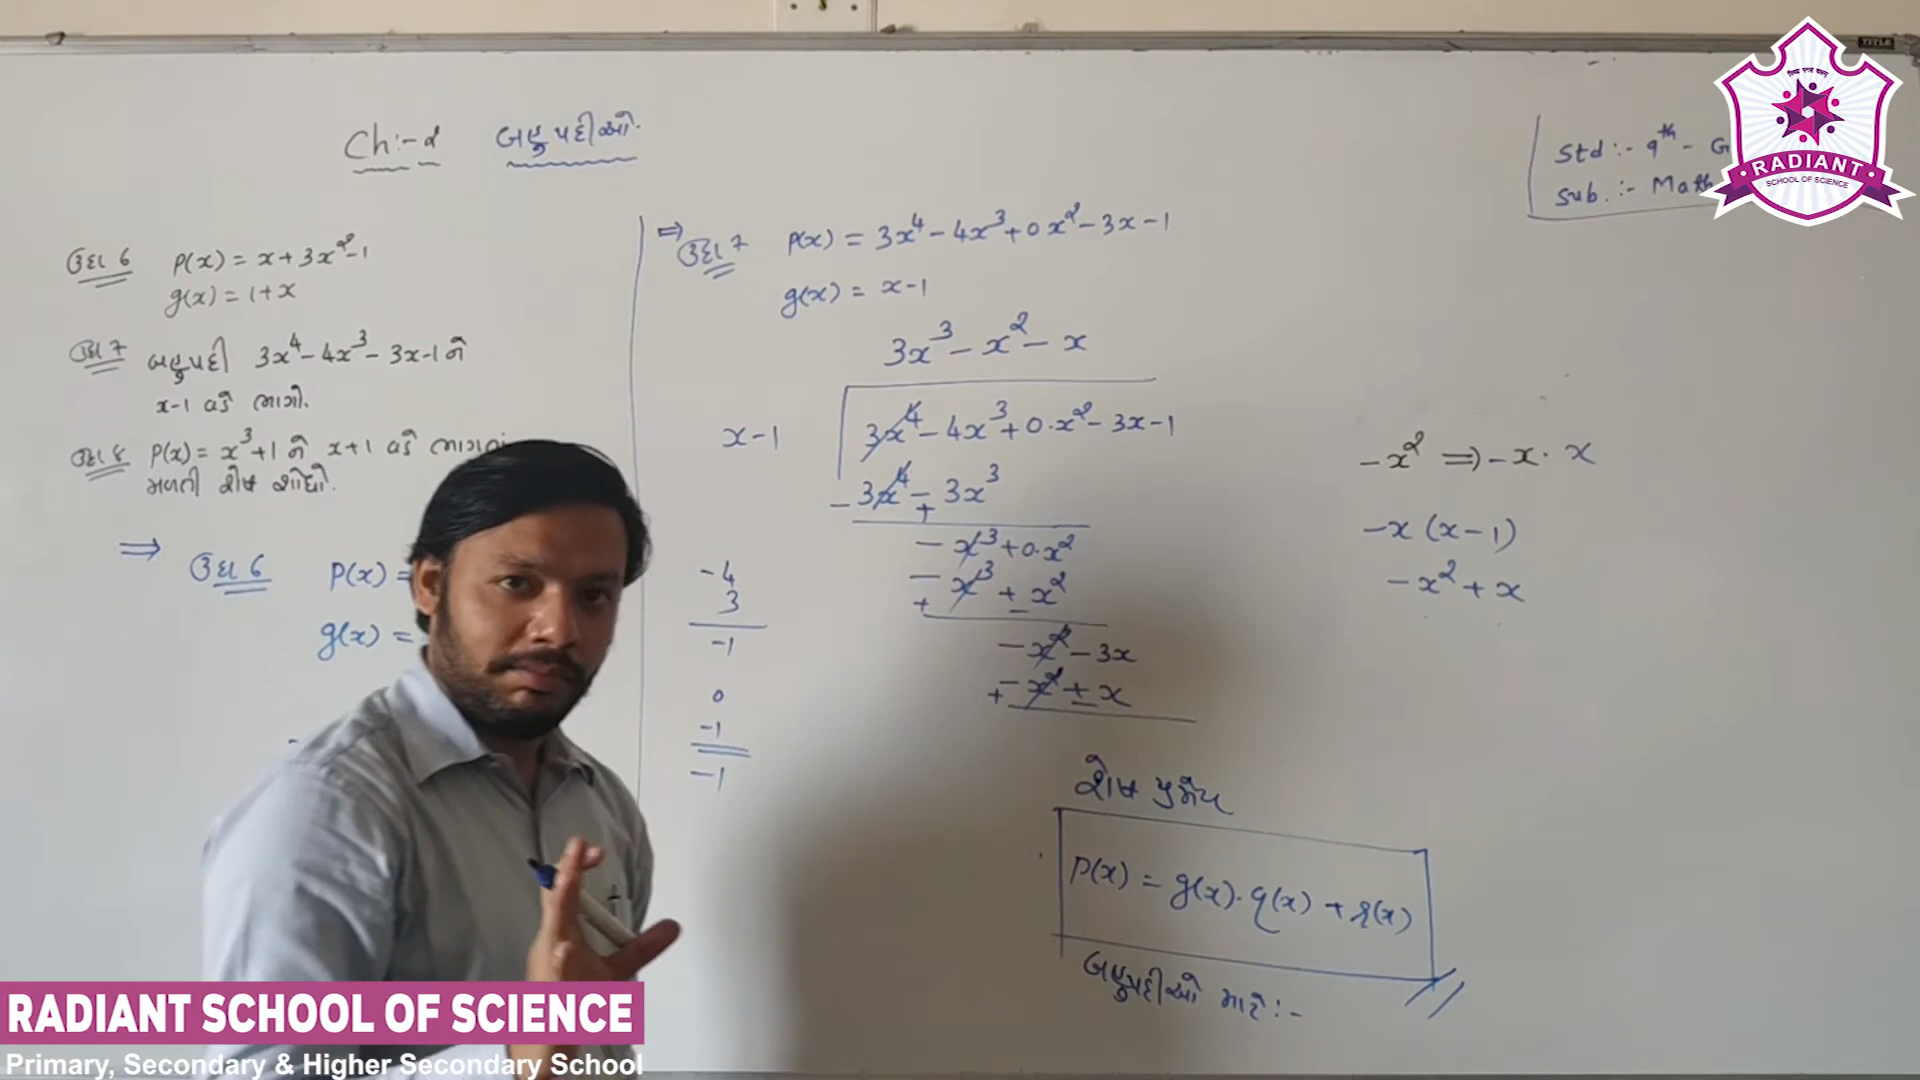 Ch:-2 બહુપદીઓ.
Std :- 9th - G
Sub. :- Math
RADIANT
SCHOOL OF SCIENCE
ઉદા 6 P(x) = x + 3x² - 1
g(x) = 1 + x
ઉદા 7 બહુપદી 3x⁴ - 4x³ - 3x - 1 ને
x - 1 વડે ભાગો.
ઉદા 8 P(x) = x³ + 1 ને x + 1 વડે
મળતી શેષ શોધો.
⇒ ઉદા 6 P(x) =
g(x) =
⇒ ઉદા 7 P(x) = 3x⁴ - 4x³ + 0x² - 3x - 1
g(x) = x - 1
3x³ - x² - x
x - 1 3x⁴ - 4x³ + 0·x² - 3x - 1
- 3x⁴ - 3x³
+
- x³ + 0·x²
- x³ + x²
+ -
- x² - 3x
+ - x² + x
-
- 4
3
- 1
0
- 1
- 1
- x² ⇒ - x · x
- x (x - 1)
- x² + x
શેષ પ્રમેય
P(x) = g(x) · q(x) + r(x)
બહુપદીઓ માટે :-
RADIANT SCHOOL OF SCIENCE
Primary, Secondary & Higher Secondary School